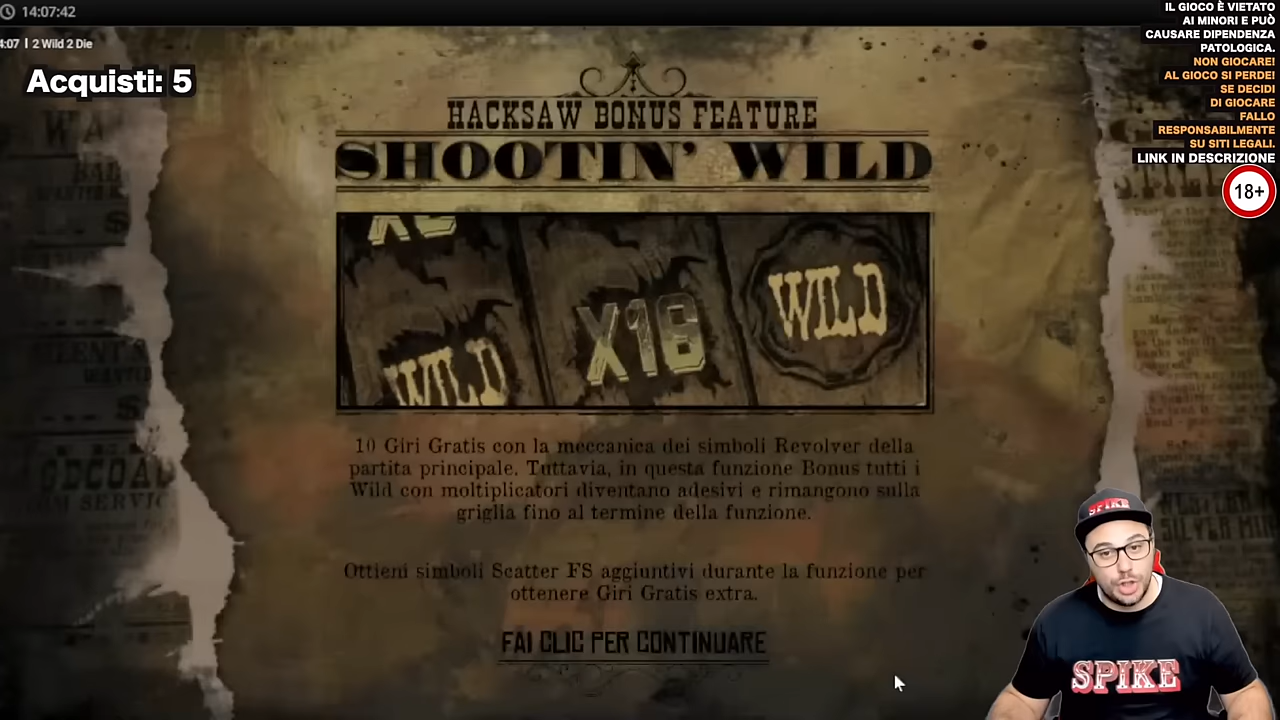 14:07:42
4:07 | 2 Wild 2 Die
Acquisti: 5
IL GIOCO È VIETATO
AI MINORI E PUÒ
CAUSARE DIPENDENZA
PATOLOGICA.
NON GIOCARE!
AL GIOCO SI PERDE!
SE DECIDI
DI GIOCARE
FALLO
RESPONSABILMENTE
SU SITI LEGALI.
LINK IN DESCRIZIONE
18+
HACKSAW BONUS FEATURE
SHOOTIN' WILD
WILD
X16
WILD
10 Giri Gratis con la meccanica dei simboli Revolver della
partita principale. Tuttavia, in questa funzione Bonus tutti i
Wild con moltiplicatori diventano adesivi e rimangono sulla
griglia fino al termine della funzione.
Ottieni simboli Scatter FS aggiuntivi durante la funzione per
ottenere Giri Gratis extra.
FAI CLIC PER CONTINUARE
SPIKE
SPIKE